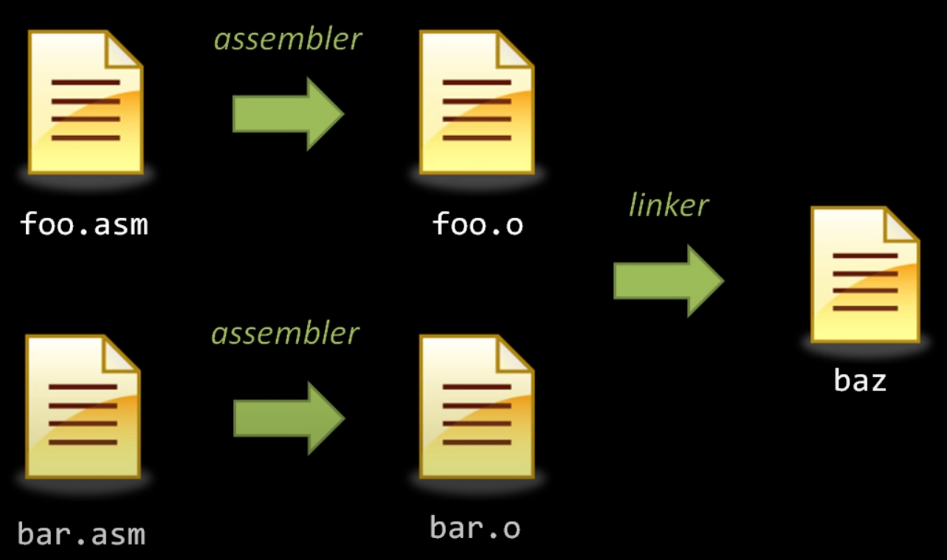 assembler
foo.asm
foo.o
linker
baz
assembler
bar.asm
bar.o